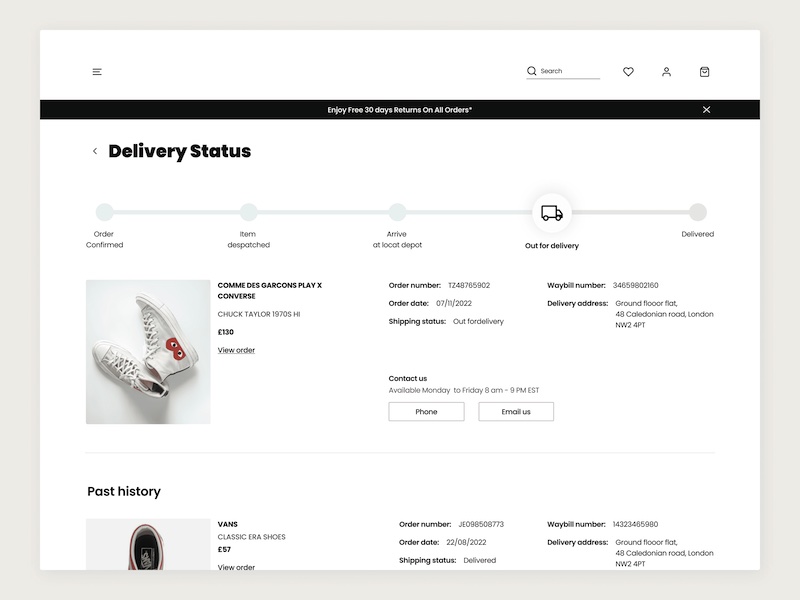 Search
Enjoy Free 30 days Returns On All Orders*
Delivery Status
Order
Confirmed
Item
despatched
Arrive
at locat depot
Out for delivery
Delivered
COMME DES GARCONS PLAY X
CONVERSE
CHUCK TAYLOR 1970S HI
£130
View order
Order number: TZ48765902
Order date: 07/11/2022
Shipping status: Out fordelivery
Waybill number: 34659802160
Delivery address: Ground flooor flat,
48 Caledonian road, London
NW2 4PT
Contact us
Available Monday to Friday 8 am - 9 PM EST
Phone
Email us
Past history
VANS
CLASSIC ERA SHOES
£57
View order
Order number: JE098508773
Order date: 22/08/2022
Shipping status: Delivered
Waybill number: 14323465980
Delivery address: Ground flooor flat,
48 Caledonian road, London
NW2 4PT